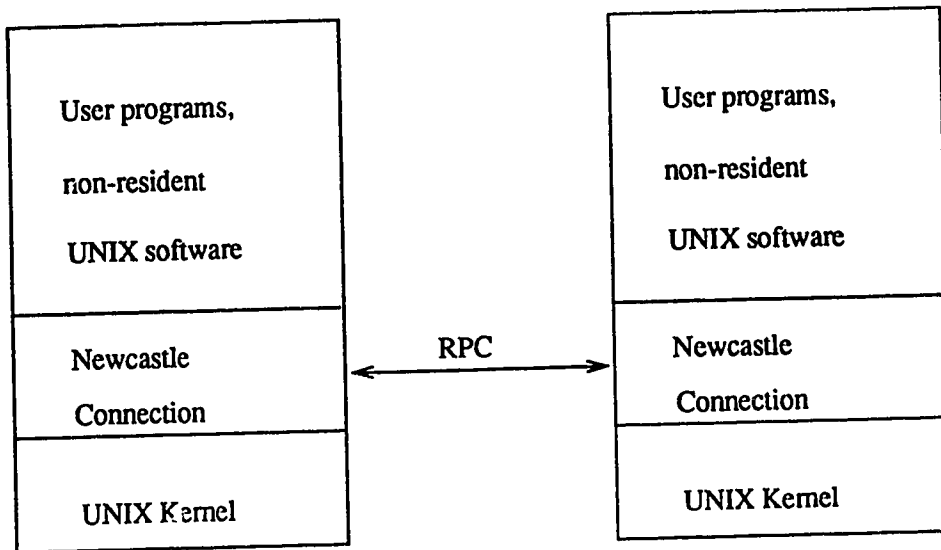 User programs,
non-resident
UNIX software
Newcastle
Connection
UNIX Kernel
RPC
User programs,
non-resident
UNIX software
Newcastle
Connection
UNIX Kernel